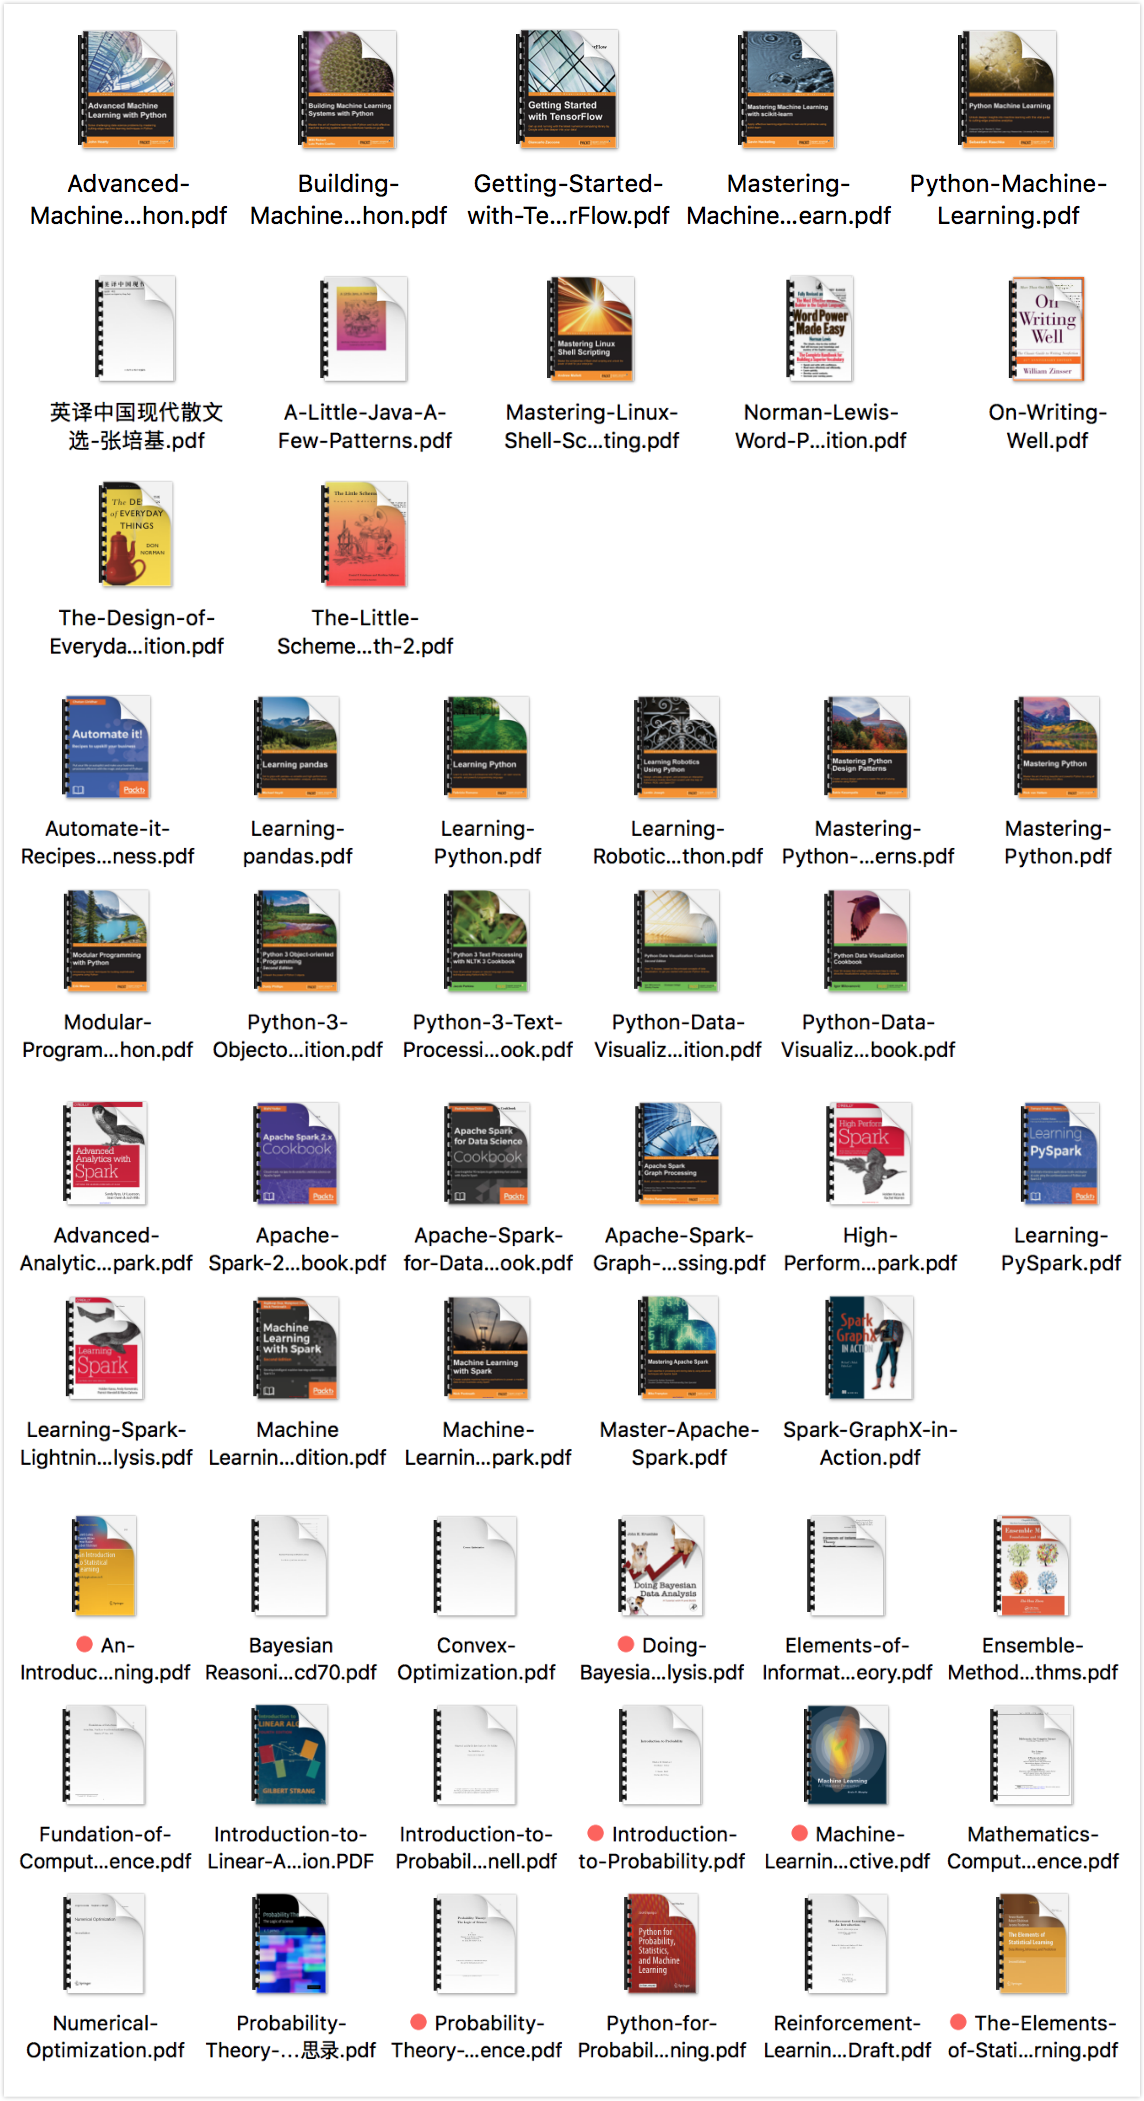 Advanced Machine
Learning with Python
Building Machine Learning
Systems with Python
Getting Started
with TensorFlow
Mastering Machine Learning
with scikit-learn
Python Machine Learning
Advanced-
Machine...hon.pdf
Building-
Machine...hon.pdf
Getting-Started-
with-Te...rFlow.pdf
Mastering-
Machine...earn.pdf
Python-Machine-
Learning.pdf
Mastering Linux
Shell Scripting
Word Power
Made Easy
On
Writing
Well
William Zinsser
英译中国现代散文
选-张培基.pdf
A-Little-Java-A-
Few-Patterns.pdf
Mastering-Linux-
Shell-Sc...ting.pdf
Norman-Lewis-
Word-P...ition.pdf
On-Writing-
Well.pdf
The DE
of EVERYDAY
THINGS
DON
NORMAN
The-Design-of-
Everyda...ition.pdf
The-Little-
Scheme...th-2.pdf
Automate it!
Recipes to upskill your business
Packt
Learning pandas
Learning Python
Learning Robotics
Using Python
Mastering Python
Design Patterns
Mastering Python
Automate-it-
Recipes...ness.pdf
Learning-
pandas.pdf
Learning-
Python.pdf
Learning-
Robotic...thon.pdf
Mastering-
Python-...erns.pdf
Mastering-
Python.pdf
Modular Programming
with Python
Python 3 Object-oriented
Programming
Second Edition
Python 3 Text Processing
with NLTK 3 Cookbook
Python Data Visualization Cookbook
Python Data Visualization
Cookbook
Modular-
Program...hon.pdf
Python-3-
Objecto...ition.pdf
Python-3-Text-
Processi...ook.pdf
Python-Data-
Visualiz...ition.pdf
Python-Data-
Visualiz...book.pdf
Advanced
Analytics with
Spark
Apache Spark 2.x
Cookbook
Packt
Apache Spark
for Data Science
Cookbook
Packt
Apache Spark
Graph Processing
High Perform
Spark
Learning
PySpark
Packt
Advanced-
Analytic...park.pdf
Apache-
Spark-2...book.pdf
Apache-Spark-
for-Data...ook.pdf
Apache-Spark-
Graph-...ssing.pdf
High-
Perform...park.pdf
Learning-
PySpark.pdf
Learning
Spark
Machine
Learning
with Spark
Packt
Machine Learning
with Spark
Mastering Apache Spark
Spark
GraphX
IN ACTION
Learning-Spark-
Lightnin...lysis.pdf
Machine
Learnin...dition.pdf
Machine-
Learnin...park.pdf
Master-Apache-
Spark.pdf
Spark-GraphX-in-
Action.pdf
Doing Bayesian
Data Analysis
An-
Introduc...ning.pdf
Bayesian
Reasoni...cd70.pdf
Convex-
Optimization.pdf
Doing-
Bayesia...lysis.pdf
Elements-of-
Informat...eory.pdf
Ensemble-
Method...thms.pdf
GILBERT STRANG
Introduction to Probability
Machine Learning
Fundation-of-
Comput...ence.pdf
Introduction-to-
Linear-A...ion.PDF
Introduction-to-
Probabil...nell.pdf
Introduction-
to-Probability.pdf
Machine-
Learnin...ctive.pdf
Mathematics-
Comput...ence.pdf
Numerical Optimization
Springer
Python for
Probability,
Statistics,
and Machine
Learning
Springer
The Elements of
Statistical Learning
Numerical-
Optimization.pdf
Probability-
Theory-...思录.pdf
Probability-
Theory-...ence.pdf
Python-for-
Probabil...ning.pdf
Reinforcement-
Learnin...Draft.pdf
The-Elements-
of-Stati...rning.pdf